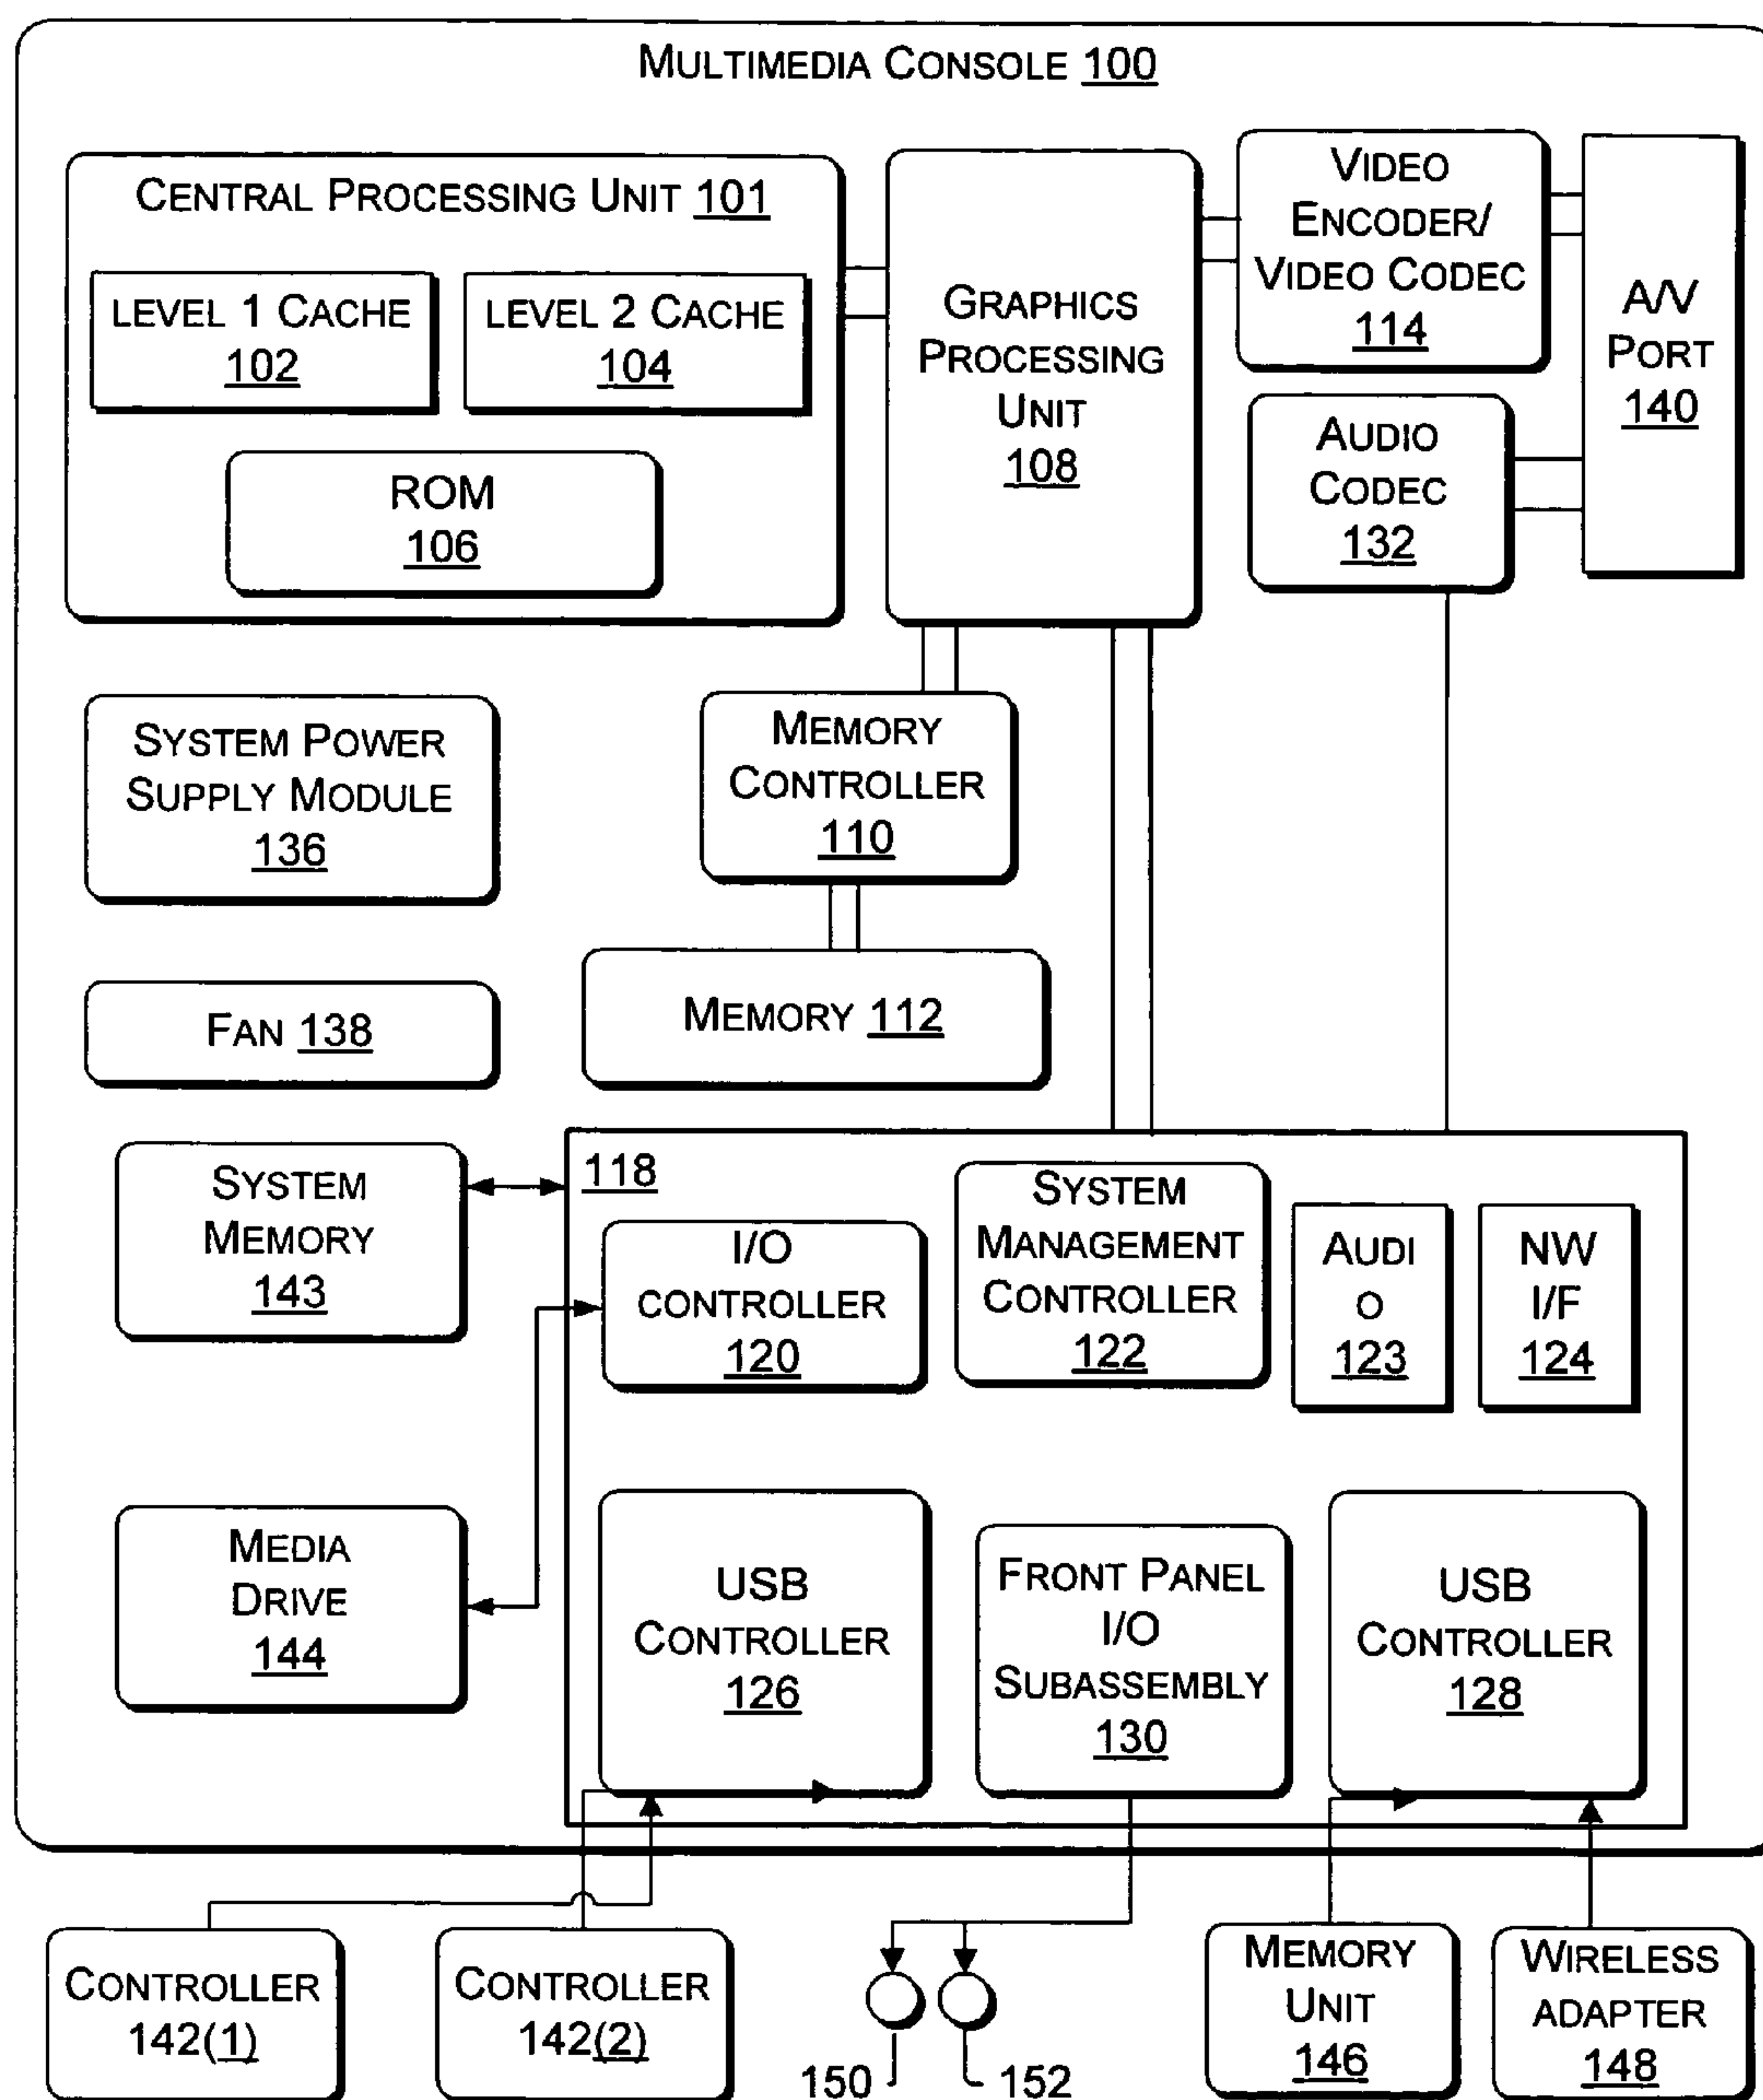 MULTIMEDIA CONSOLE 100
CENTRAL PROCESSING UNIT 101
LEVEL 1 CACHE
102
LEVEL 2 CACHE
104
ROM
106
GRAPHICS
PROCESSING
UNIT
108
VIDEO
ENCODER/
VIDEO CODEC
114
AUDIO
CODEC
132
A/V
PORT
140
SYSTEM POWER
SUPPLY MODULE
136
MEMORY
CONTROLLER
110
FAN 138
MEMORY 112
SYSTEM
MEMORY
143
118
I/O
CONTROLLER
120
SYSTEM
MANAGEMENT
CONTROLLER
122
AUDI
O
123
NW
I/F
124
MEDIA
DRIVE
144
USB
CONTROLLER
126
FRONT PANEL
I/O
SUBASSEMBLY
130
USB
CONTROLLER
128
CONTROLLER
142(1)
CONTROLLER
142(2)
150
152
MEMORY
UNIT
146
WIRELESS
ADAPTER
148